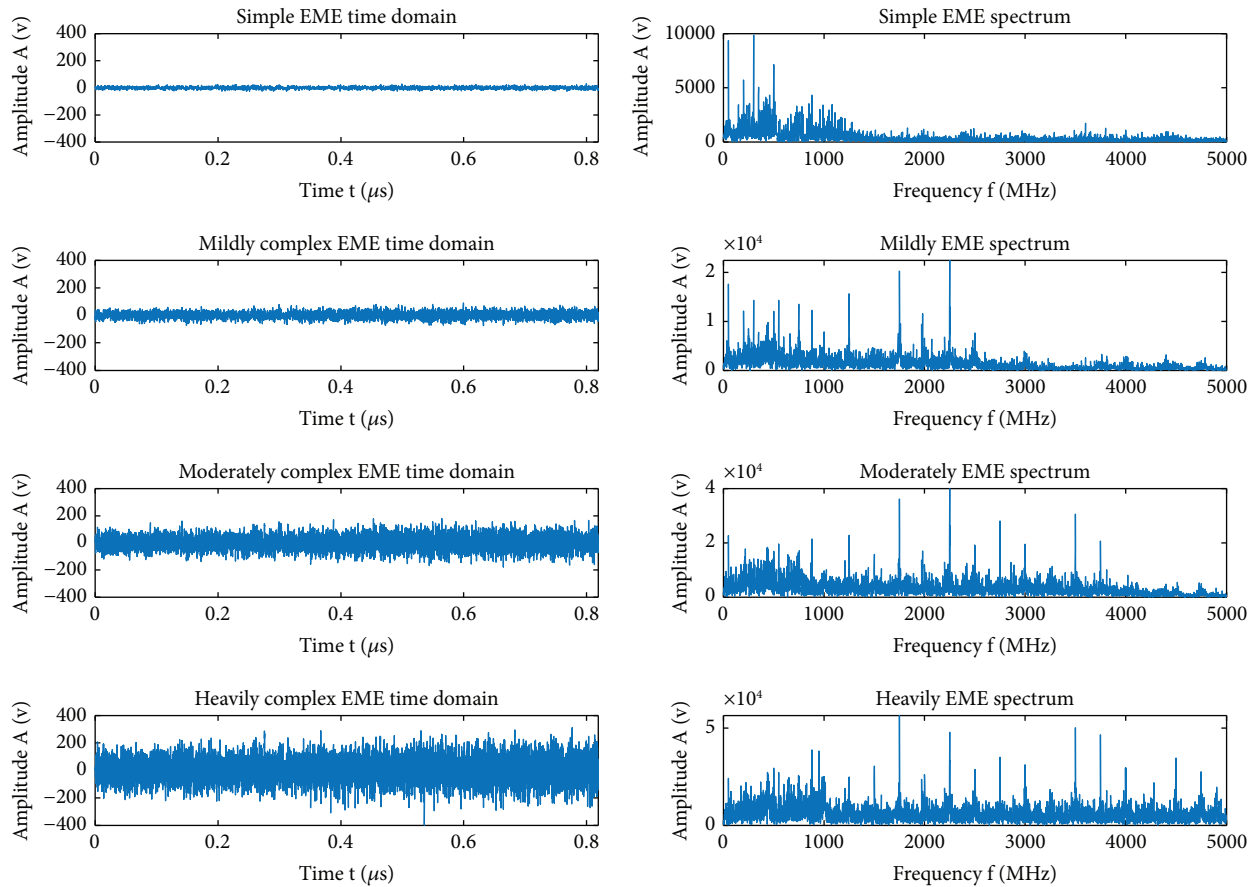 Simple EME time domain
Amplitude A (v)
400
200
0
−200
−400
0 0.2 0.4 0.6 0.8
Time t (μs)
Simple EME spectrum
Amplitude A (v)
10000
5000
0
0 1000 2000 3000 4000 5000
Frequency f (MHz)
Mildly complex EME time domain
Amplitude A (v)
400
200
0
−200
−400
0 0.2 0.4 0.6 0.8
Time t (μs)
Mildly EME spectrum
×10⁴
Amplitude A (v)
2
1
0
0 1000 2000 3000 4000 5000
Frequency f (MHz)
Moderately complex EME time domain
Amplitude A (v)
400
200
0
−200
−400
0 0.2 0.4 0.6 0.8
Time t (μs)
Moderately EME spectrum
×10⁴
Amplitude A (v)
4
2
0
0 1000 2000 3000 4000 5000
Frequency f (MHz)
Heavily complex EME time domain
Amplitude A (v)
400
200
0
−200
−400
0 0.2 0.4 0.6 0.8
Time t (μs)
Heavily EME spectrum
×10⁴
Amplitude A (v)
5
0
0 1000 2000 3000 4000 5000
Frequency f (MHz)